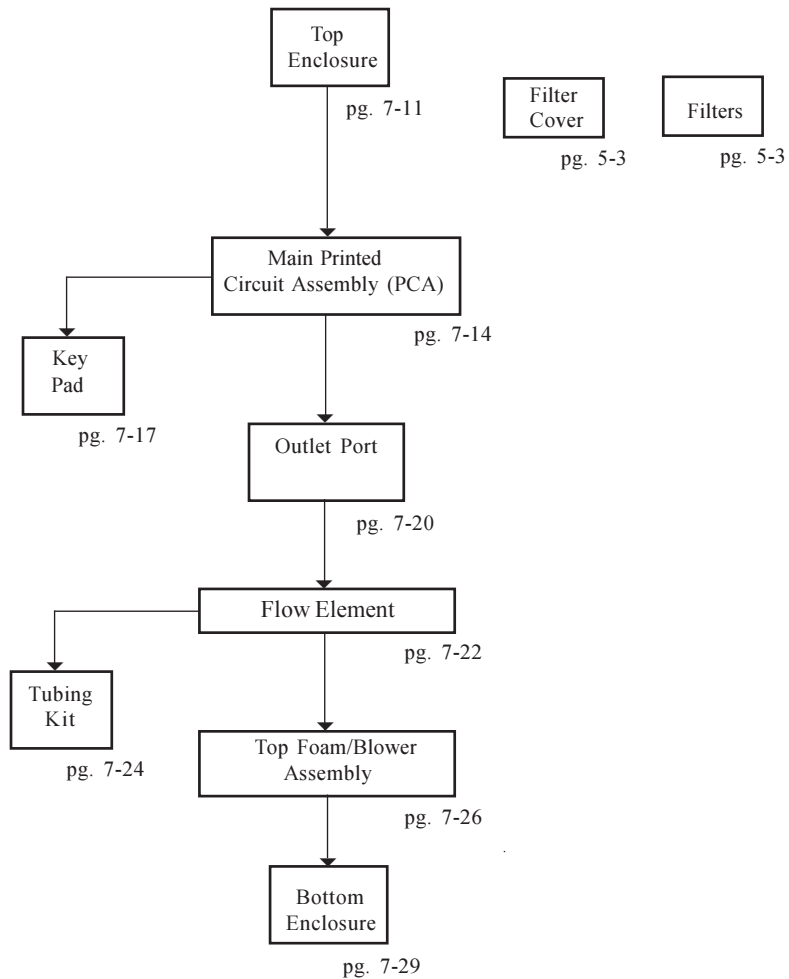 Top
Enclosure
pg. 7-11
Filter
Cover
pg. 5-3
Filters
pg. 5-3
Main Printed
Circuit Assembly (PCA)
pg. 7-14
Key
Pad
pg. 7-17
Outlet Port
pg. 7-20
Flow Element
pg. 7-22
Tubing
Kit
pg. 7-24
Top Foam/Blower
Assembly
pg. 7-26
Bottom
Enclosure
pg. 7-29